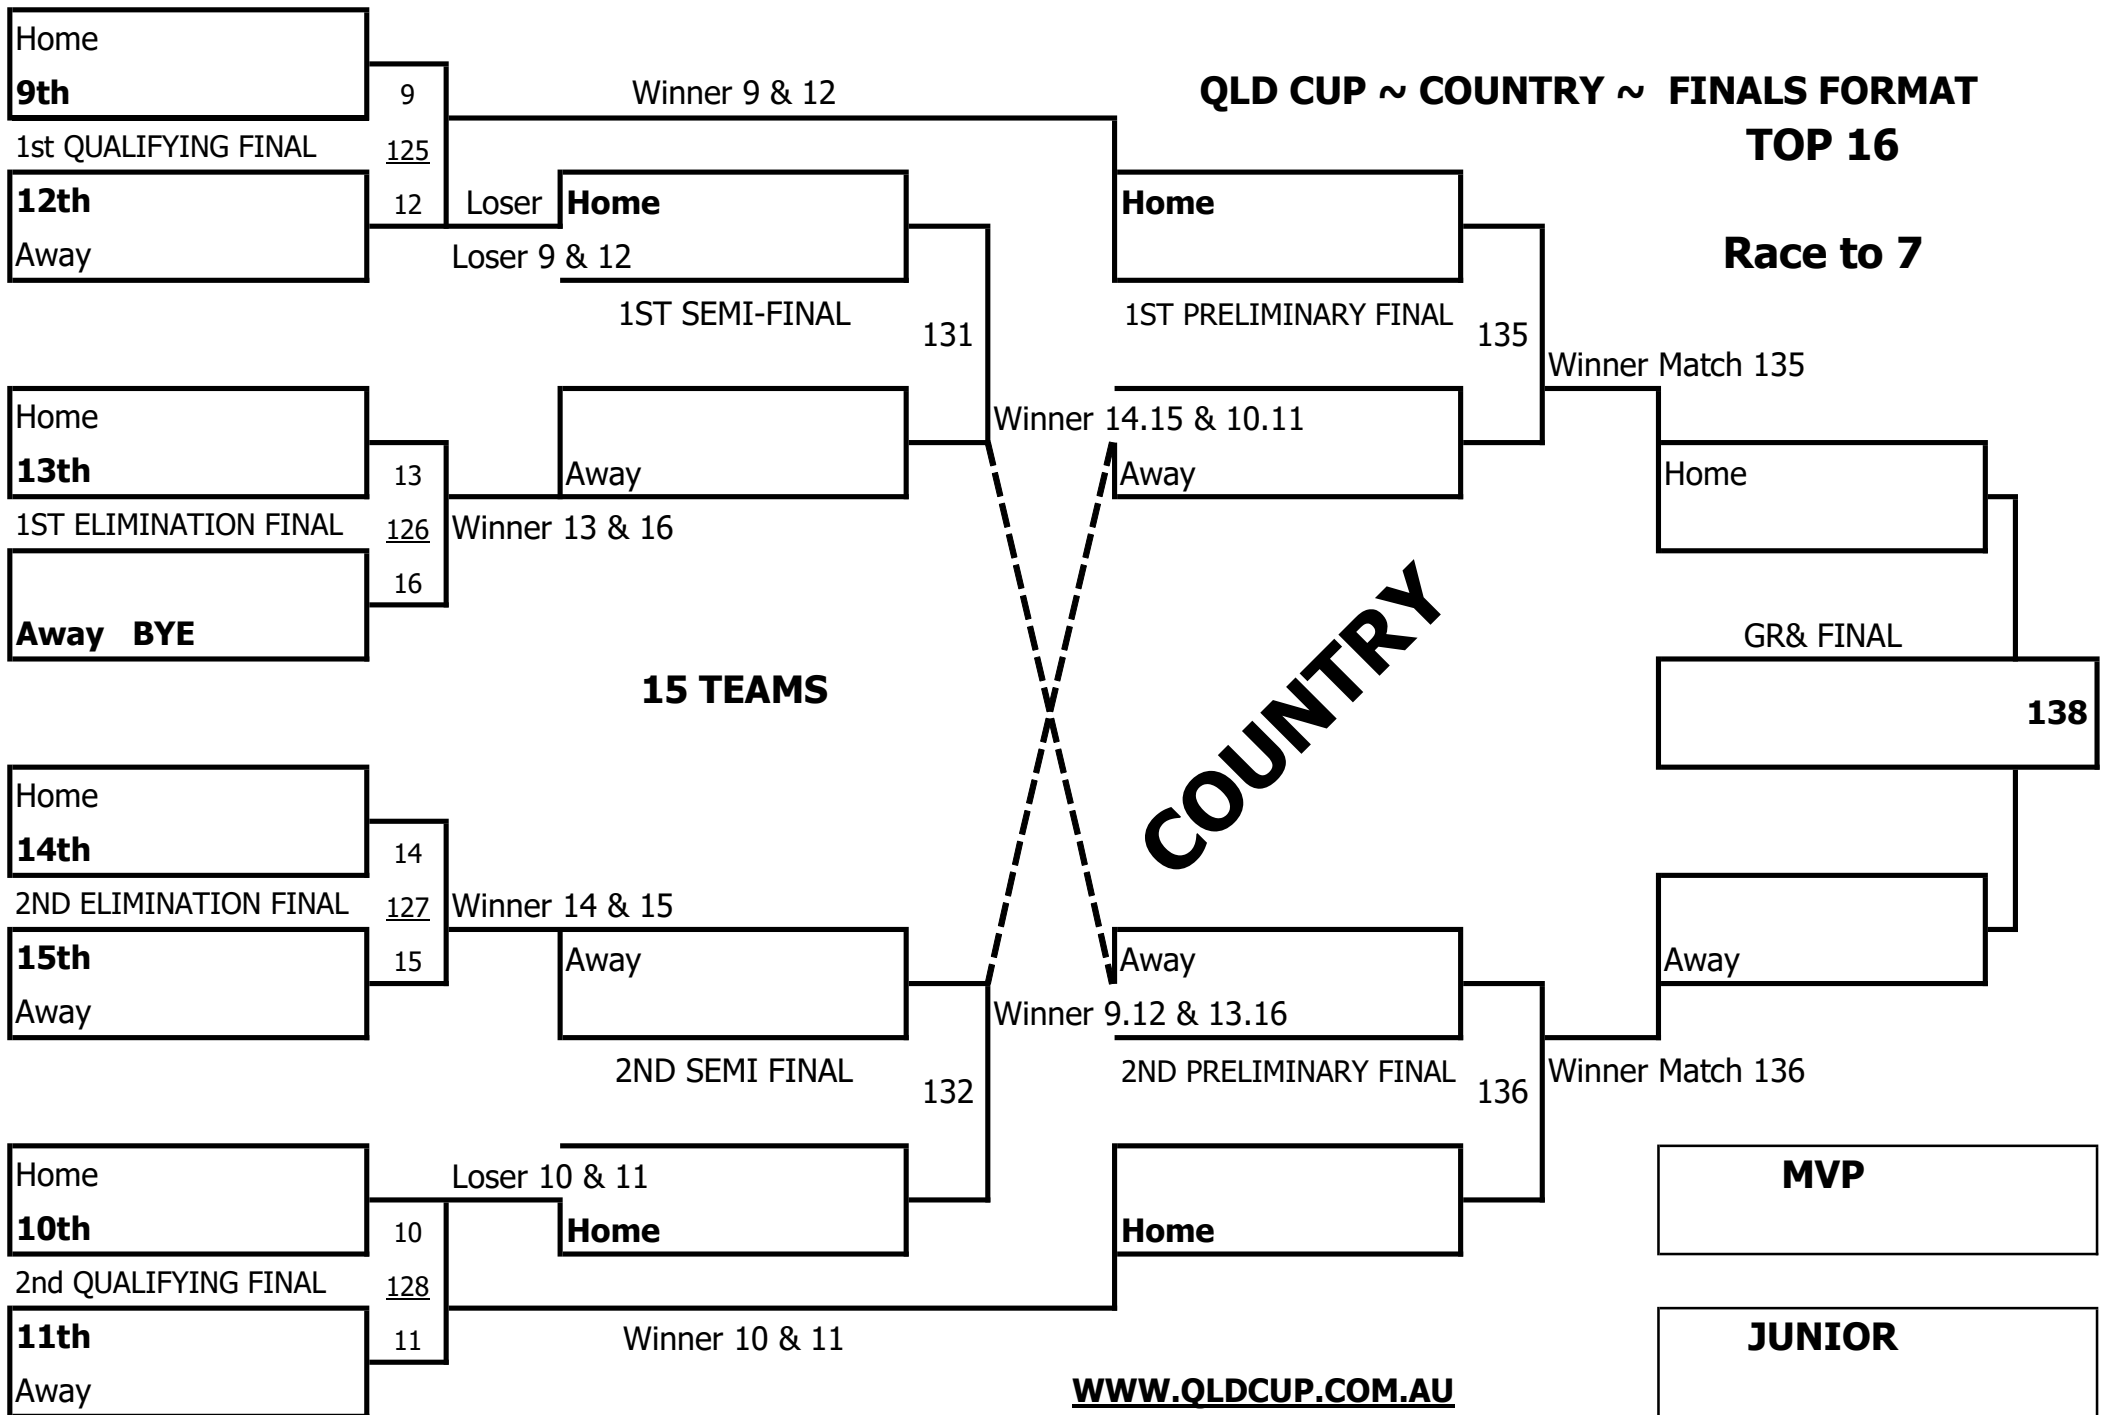 Home
9th
9
Winner 9 & 12
QLD CUP ~ COUNTRY ~ FINALS FORMAT
1st QUALIFYING FINAL
125
TOP 16
12th
12
Loser
Home
Home
Away
Loser 9 & 12
Race to 7
1ST SEMI-FINAL
131
1ST PRELIMINARY FINAL
135
Winner Match 135
Home
Winner 14.15 & 10.11
13th
13
Away
Away
Home
1ST ELIMINATION FINAL
126
Winner 13 & 16
16
Away BYE
COUNTRY
GR& FINAL
15 TEAMS
138
Home
14th
14
2ND ELIMINATION FINAL
127
Winner 14 & 15
15th
15
Away
Away
Away
Away
Winner 9.12 & 13.16
2ND SEMI FINAL
132
2ND PRELIMINARY FINAL
136
Winner Match 136
Home
Loser 10 & 11
MVP
10th
10
Home
Home
2nd QUALIFYING FINAL
128
11th
11
Winner 10 & 11
JUNIOR
Away
WWW.QLDCUP.COM.AU